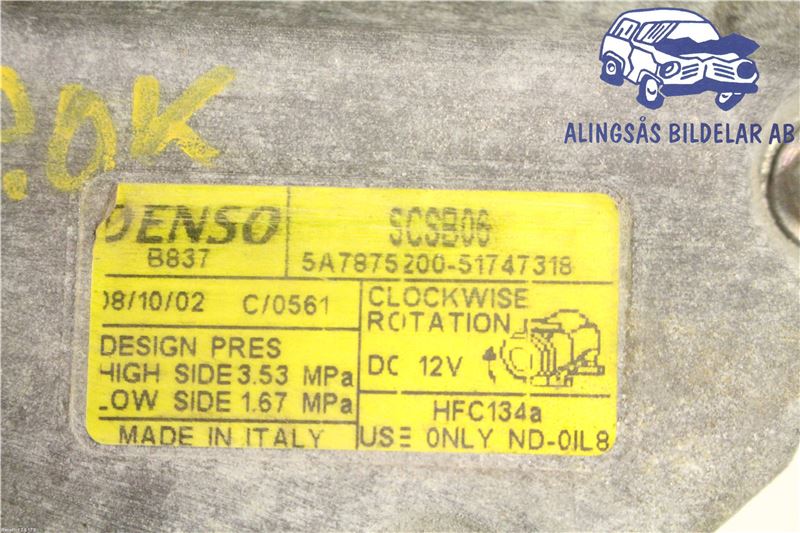 ALINGSÅS BILDELAR AB
OK
DENSO
B837
SCSB06
5A7875200-51747318
08/10/02 C/0561
CLOCKWISE
ROTATION
DC 12V
DESIGN PRES
HIGH SIDE 3.53 MPa
LOW SIDE 1.67 MPa
HFC134a
MADE IN ITALY
USE ONLY ND-OIL8